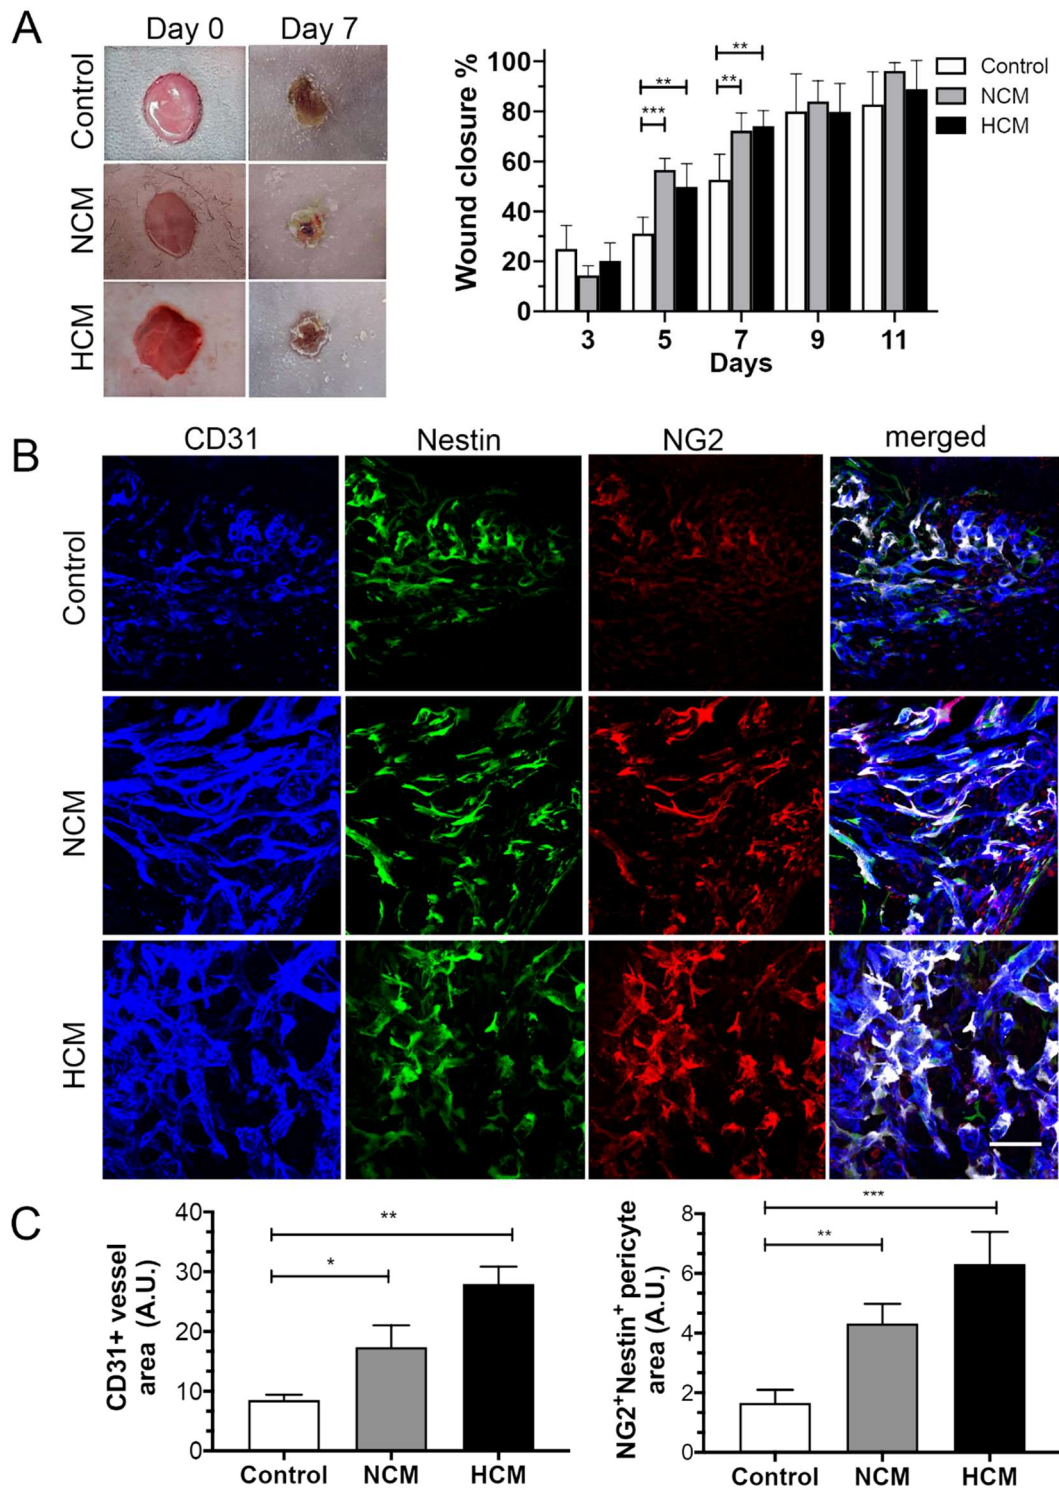 A
Day 0
Day 7
Control
NCM
HCM
Wound closure %
100
80
60
40
20
0
**
**
***
**
**
3
5
7
9
11
Days
Control
NCM
HCM
B
CD31
Nestin
NG2
merged
Control
NCM
HCM
C
CD31+ vessel
area (A.U.)
40
30
20
10
0
**
*
Control
NCM
HCM
NG2⁺Nestin⁺ pericyte
area (A.U.)
8
6
4
2
0
***
**
Control
NCM
HCM